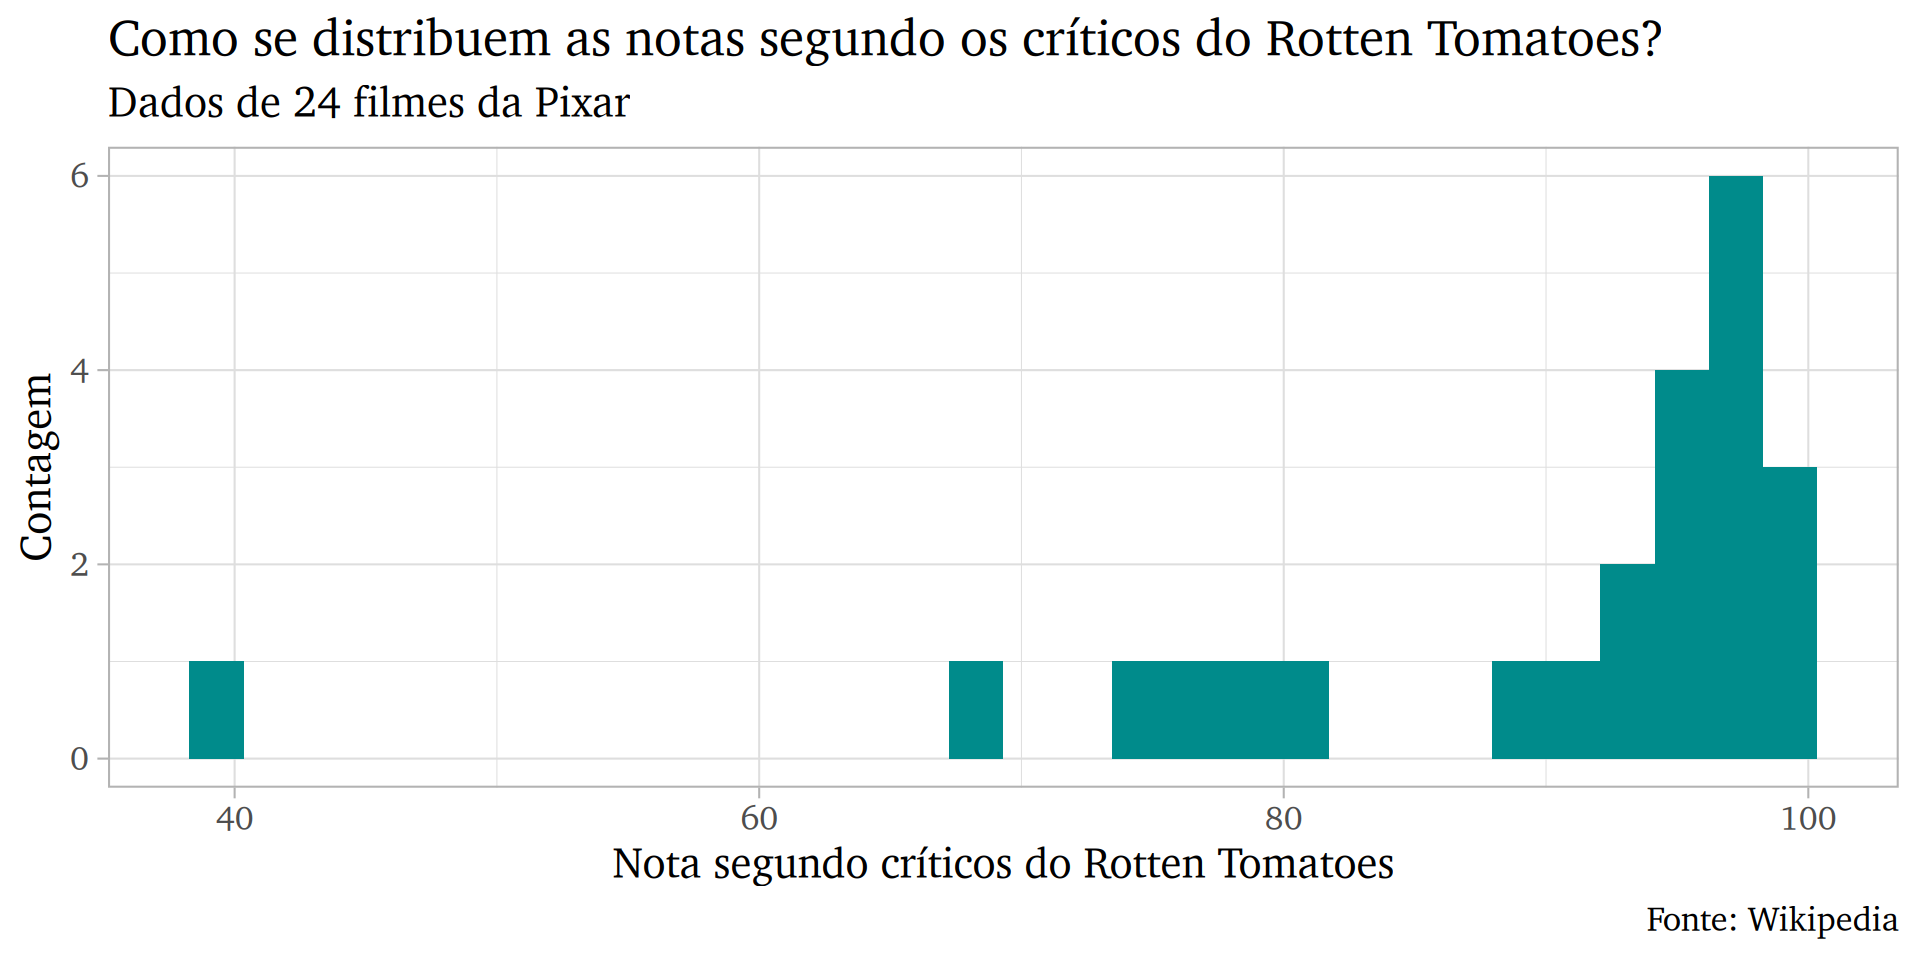 Como se distribuem as notas segundo os críticos do Rotten Tomatoes?
Dados de 24 filmes da Pixar
6
4
2
0
Contagem
40 60 80 100
Nota segundo críticos do Rotten Tomatoes
Fonte: Wikipedia